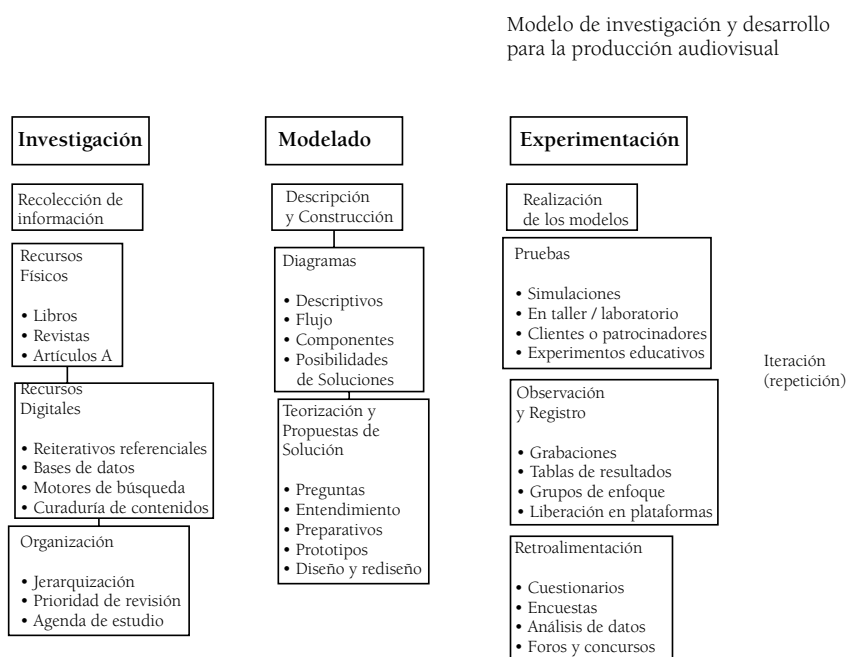 Modelo de investigación y desarrollo
para la producción audiovisual
Investigación
Recolección de
información
Recursos
Físicos
• Libros
• Revistas
• Artículos A
Recursos
Digitales
• Reiterativos referenciales
• Bases de datos
• Motores de búsqueda
• Curaduría de contenidos
Organización
• Jerarquización
• Prioridad de revisión
• Agenda de estudio
Modelado
Descripción
y Construcción
Diagramas
• Descriptivos
• Flujo
• Componentes
• Posibilidades
de Soluciones
Teorización y
Propuestas de
Solución
• Preguntas
• Entendimiento
• Preparativos
• Prototipos
• Diseño y rediseño
Experimentación
Realización
de los modelos
Pruebas
• Simulaciones
• En taller / laboratorio
• Clientes o patrocinadores
• Experimentos educativos
Observación
y Registro
• Grabaciones
• Tablas de resultados
• Grupos de enfoque
• Liberación en plataformas
Retroalimentación
• Cuestionarios
• Encuestas
• Análisis de datos
• Foros y concursos
Iteración
(repetición)